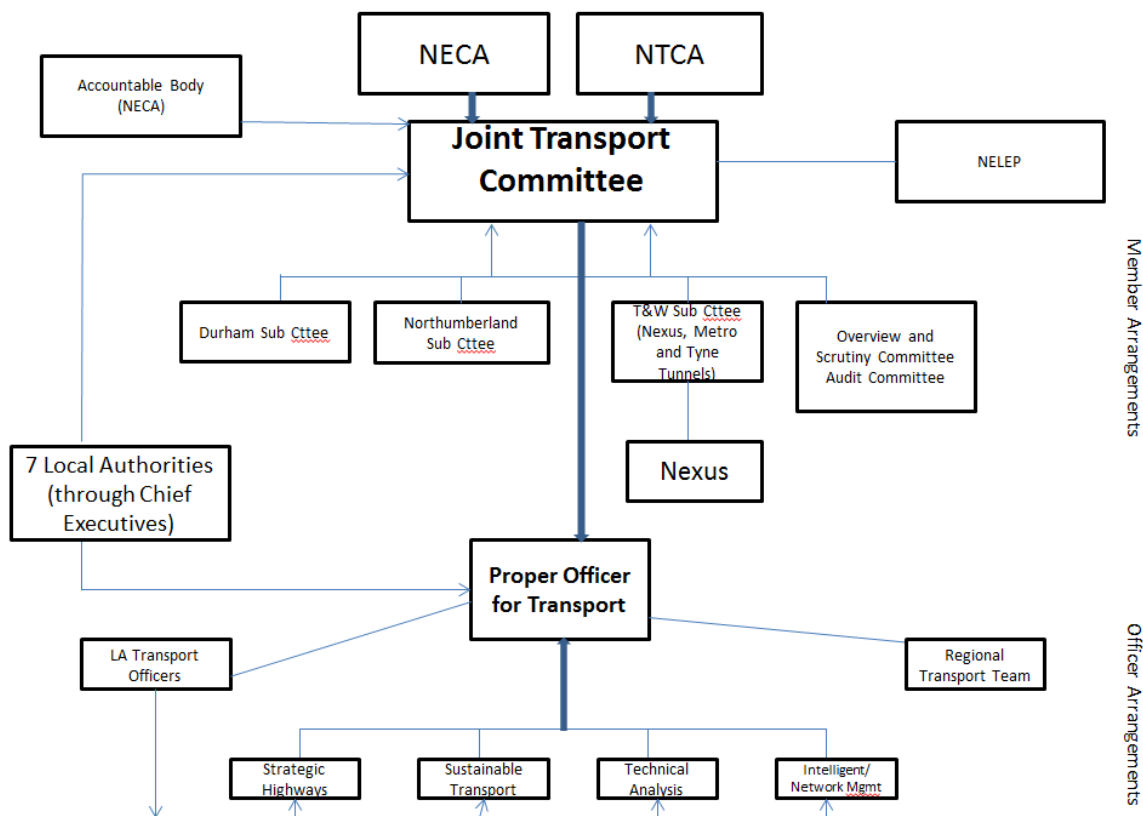 NECA
NTCA
Accountable Body
(NECA)
Joint Transport
Committee
NELEP
Member Arrangements
Durham Sub Cttee
Northumberland
Sub Cttee
T&W Sub Cttee
(Nexus, Metro
and Tyne
Tunnels)
Overview and
Scrutiny Committee
Audit Committee
7 Local Authorities
(through Chief
Executives)
Nexus
Proper Officer
for Transport
LA Transport
Officers
Regional
Transport Team
Officer Arrangements
Strategic
Highways
Sustainable
Transport
Technical
Analysis
Intelligent/
Network Mgmt